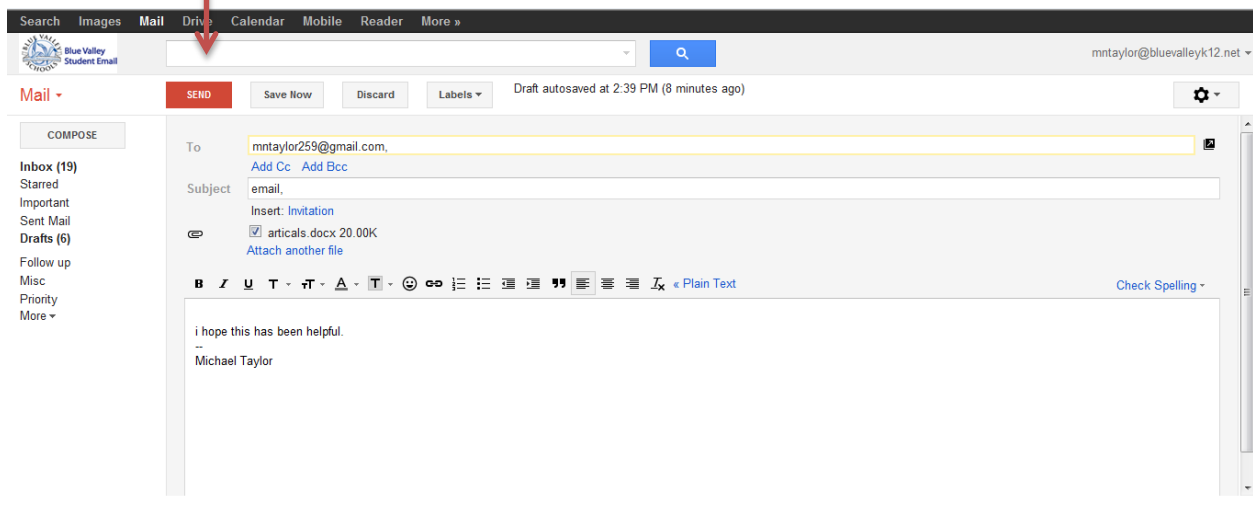 Search Images Mail Drive Calendar Mobile Reader More »
BLUE VALLEY SCHOOLS
Blue Valley
Student Email
mntaylor@bluevalleyk12.net
Mail
SEND Save Now Discard Labels Draft autosaved at 2:39 PM (8 minutes ago)
COMPOSE
Inbox (19)
Starred
Important
Sent Mail
Drafts (6)
Follow up
Misc
Priority
More
To mntaylor259@gmail.com,
Add Cc Add Bcc
Subject email,
Insert: Invitation
articals.docx 20.00K
Attach another file
B I U T T A T « Plain Text Check Spelling
i hope this has been helpful.
--
Michael Taylor